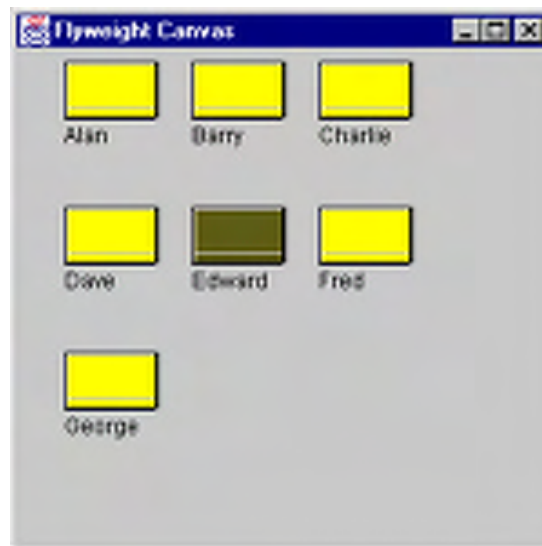 Flyweight Canvas
Alan Barry Charlie
Dave Edward Fred
George